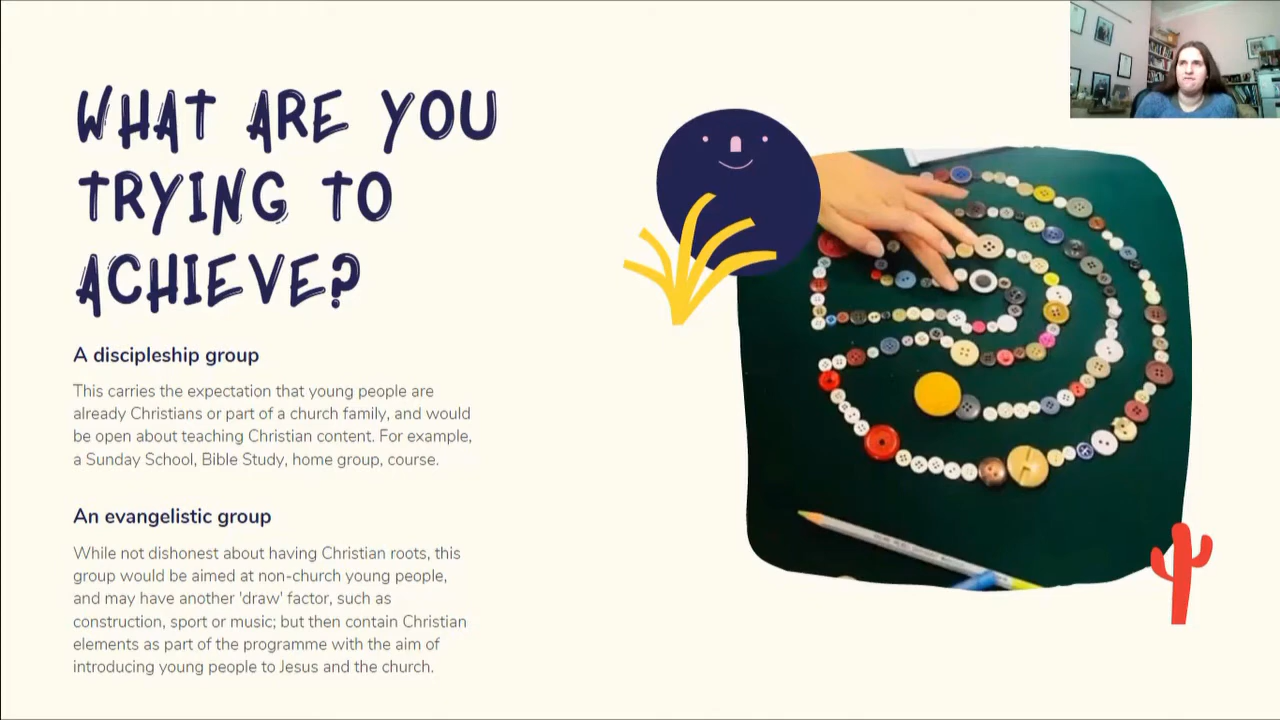 WHAT ARE YOU
TRYING TO
ACHIEVE?
A discipleship group
This carries the expectation that young people are
already Christians or part of a church family, and would
be open about teaching Christian content. For example,
a Sunday School, Bible Study, home group, course.
An evangelistic group
While not dishonest about having Christian roots, this
group would be aimed at non-church young people,
and may have another 'draw' factor, such as
construction, sport or music; but then contain Christian
elements as part of the programme with the aim of
introducing young people to Jesus and the church.